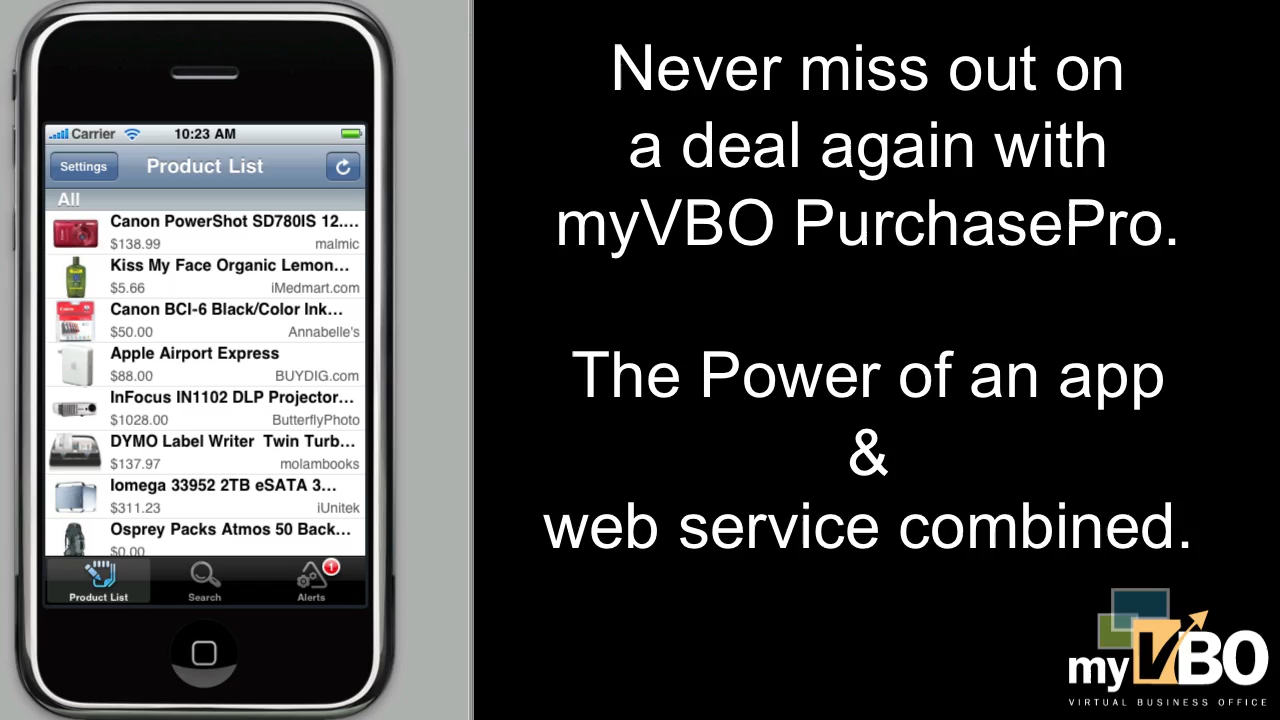 Carrier 10:23 AM
Settings Product List
All
Canon PowerShot SD780IS 12....
$138.99 malmic
Kiss My Face Organic Lemon...
$5.66 iMedmart.com
Canon BCI-6 Black/Color Ink...
$50.00 Annabelle's
Apple Airport Express
$88.00 BUYDIG.com
InFocus IN1102 DLP Projector...
$1028.00 ButterflyPhoto
DYMO Label Writer  Twin Turb...
$137.97 molambooks
Iomega 33952 2TB eSATA 3...
$311.23 iUnitek
Osprey Packs Atmos 50 Back...
$0.00
1
Product List Search Alerts
Never miss out on
a deal again with
myVBO PurchasePro.
The Power of an app
&
web service combined.
myVBO
VIRTUAL BUSINESS OFFICE